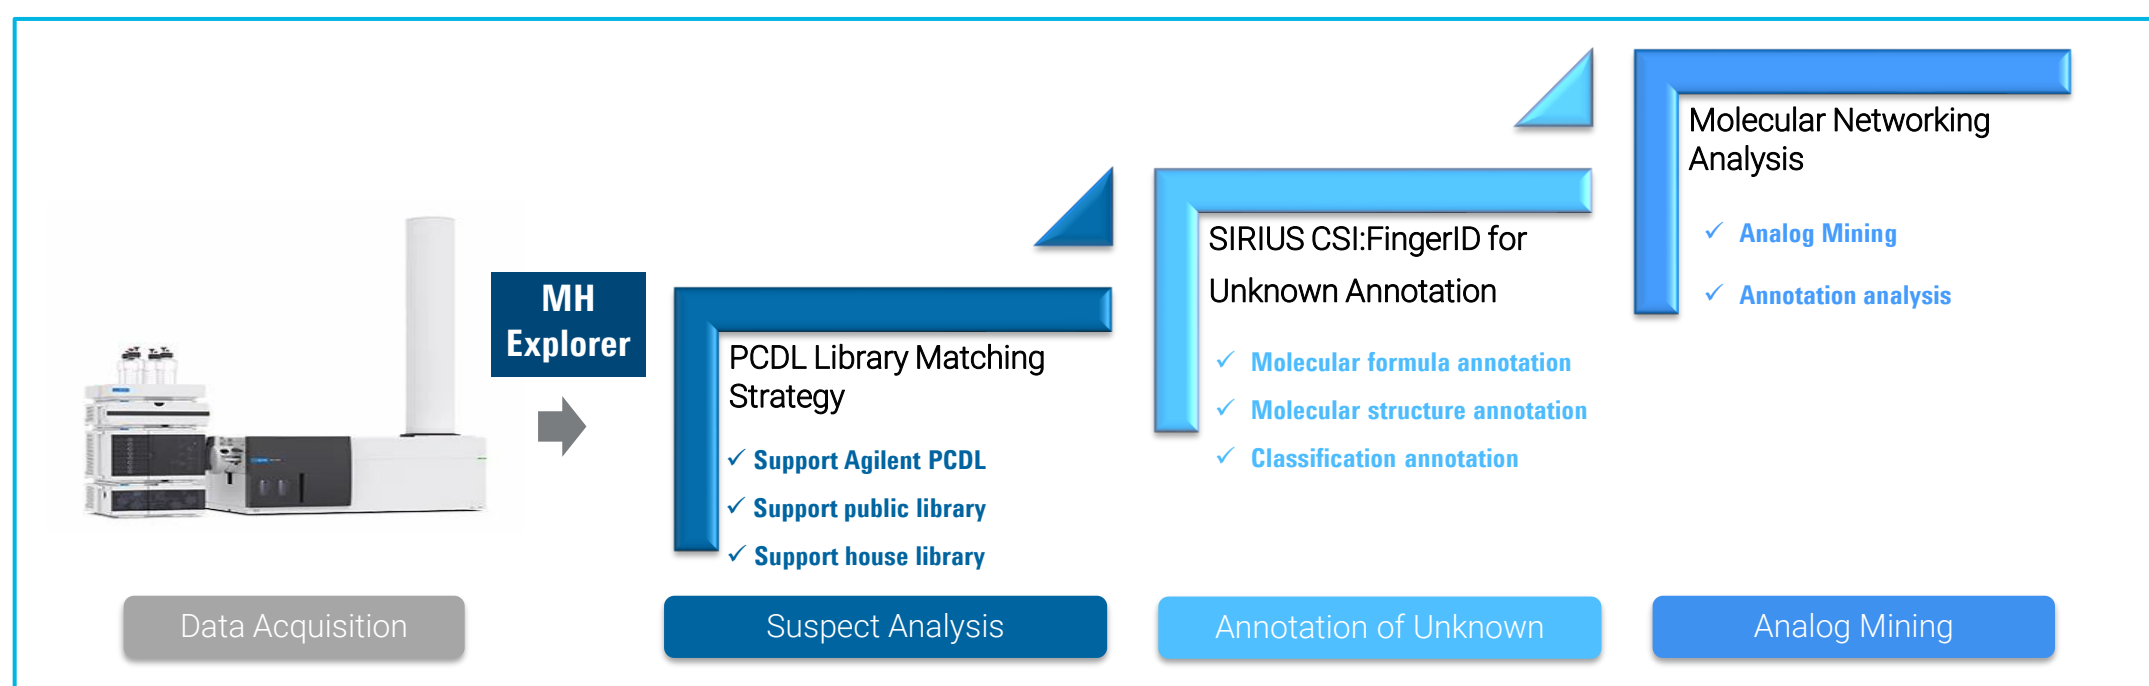 MH
Explorer
PCDL Library Matching
Strategy
✓ Support Agilent PCDL
✓ Support public library
✓ Support house library
SIRIUS CSI:FingerID for
Unknown Annotation
✓ Molecular formula annotation
✓ Molecular structure annotation
✓ Classification annotation
Molecular Networking
Analysis
✓ Analog Mining
✓ Annotation analysis
Data Acquisition
Suspect Analysis
Annotation of Unknown
Analog Mining